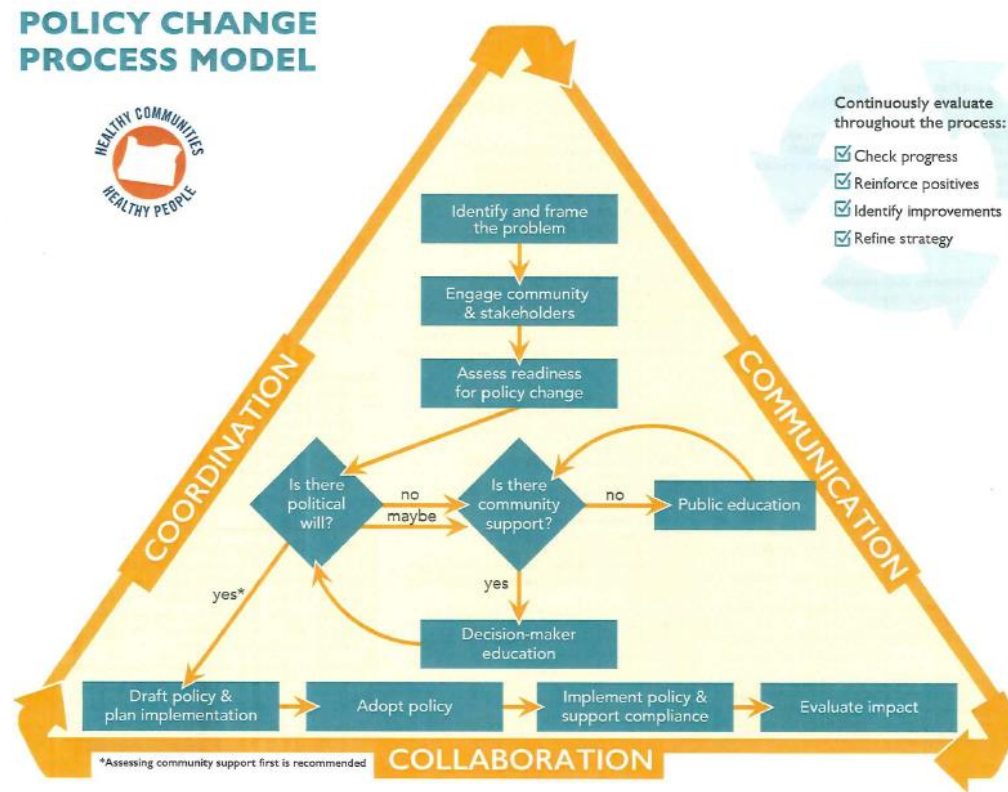 POLICY CHANGE
PROCESS MODEL
HEALTHY COMMUNITIES
HEALTHY PEOPLE
Continuously evaluate
throughout the process:
Check progress
Reinforce positives
Identify improvements
Refine strategy
Identify and frame
the problem
Engage community
& stakeholders
Assess readiness
for policy change
COORDINATION
COMMUNICATION
Is there
political
will?
no
maybe
Is there
community
support?
no
Public education
yes*
yes
Decision-maker
education
Draft policy &
plan implementation
Adopt policy
Implement policy &
support compliance
Evaluate impact
*Assessing community support first is recommended
COLLABORATION